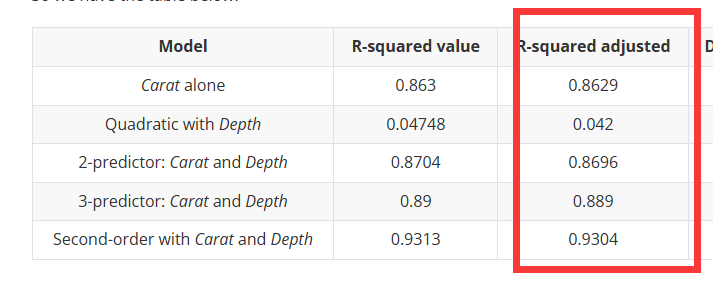 Model R-squared value R-squared adjusted D
Carat alone 0.863 0.8629
Quadratic with Depth 0.04748 0.042
2-predictor: Carat and Depth 0.8704 0.8696
3-predictor: Carat and Depth 0.89 0.889
Second-order with Carat and Depth 0.9313 0.9304